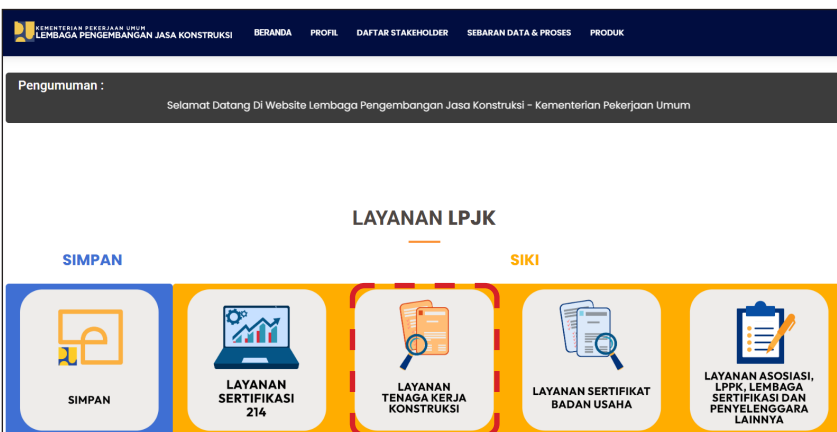 KEMENTERIAN PEKERJAAN UMUM
LEMBAGA PENGEMBANGAN JASA KONSTRUKSI
BERANDA
PROFIL
DAFTAR STAKEHOLDER
SEBARAN DATA & PROSES
PRODUK
Pengumuman :
Selamat Datang Di Website Lembaga Pengembangan Jasa Konstruksi - Kementerian Pekerjaan Umum
LAYANAN LPJK
SIMPAN
SIKI
SIMPAN
LAYANAN
SERTIFIKASI
214
LAYANAN
TENAGA KERJA
KONSTRUKSI
LAYANAN SERTIFIKAT
BADAN USAHA
LAYANAN ASOSIASI,
LPPK, LEMBAGA
SERTIFIKASI DAN
PENYELENGGARA
LAINNYA